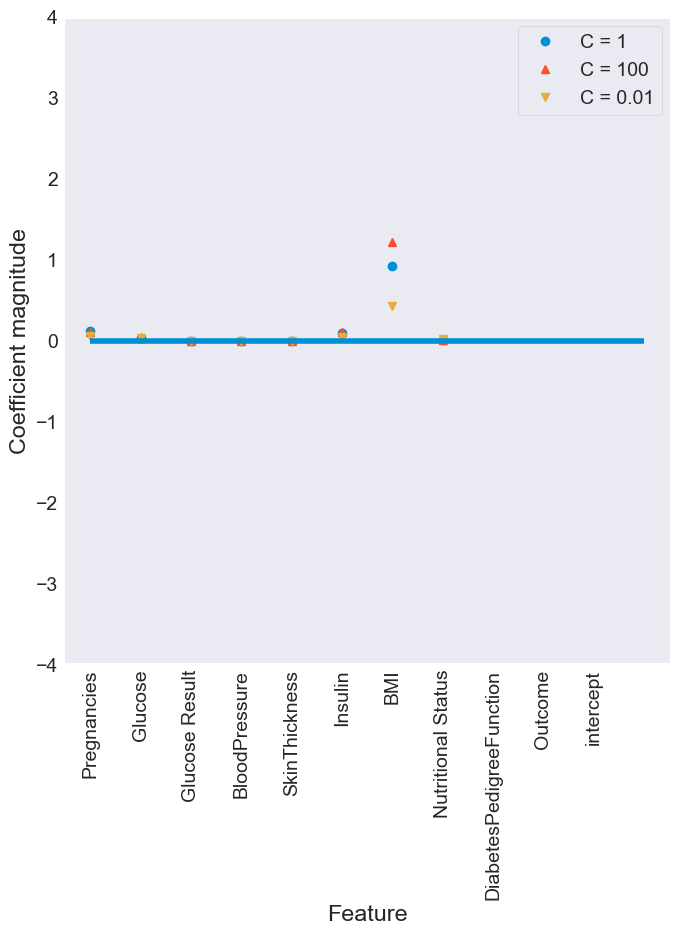 4
3
2
1
0
−1
−2
−3
−4
Coefficient magnitude
C = 1
C = 100
C = 0.01
Pregnancies
Glucose
Glucose Result
BloodPressure
SkinThickness
Insulin
BMI
Nutritional Status
DiabetesPedigreeFunction
Outcome
intercept
Feature